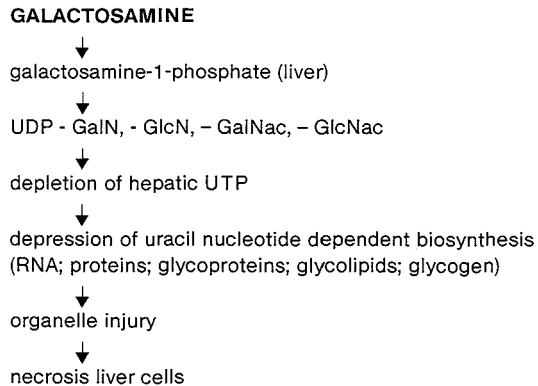 GALACTOSAMINE
galactosamine-1-phosphate (liver)
UDP - GalN, - GlcN, – GalNac, – GlcNac
depletion of hepatic UTP
depression of uracil nucleotide dependent biosynthesis
(RNA; proteins; glycoproteins; glycolipids; glycogen)
organelle injury
necrosis liver cells